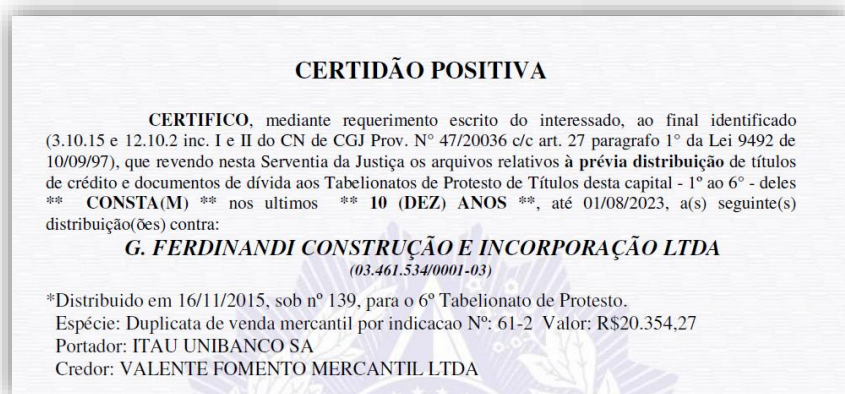 CERTIDÃO POSITIVA
CERTIFICO, mediante requerimento escrito do interessado, ao final identificado
(3.10.15 e 12.10.2 inc. I e II do CN de CGJ Prov. N° 47/20036 c/c art. 27 paragrafo 1° da Lei 9492 de
10/09/97), que revendo nesta Serventia da Justiça os arquivos relativos à prévia distribuição de títulos
de crédito e documentos de dívida aos Tabelionatos de Protesto de Títulos desta capital - 1º ao 6° - deles
** CONSTA(M) ** nos ultimos ** 10 (DEZ) ANOS **, até 01/08/2023, a(s) seguinte(s)
distribuição(ões) contra:
G. FERDINANDI CONSTRUÇÃO E INCORPORAÇÃO LTDA
(03.461.534/0001-03)
*Distribuido em 16/11/2015, sob nº 139, para o 6º Tabelionato de Protesto.
Espécie: Duplicata de venda mercantil por indicacao Nº: 61-2 Valor: R$20.354,27
Portador: ITAU UNIBANCO SA
Credor: VALENTE FOMENTO MERCANTIL LTDA